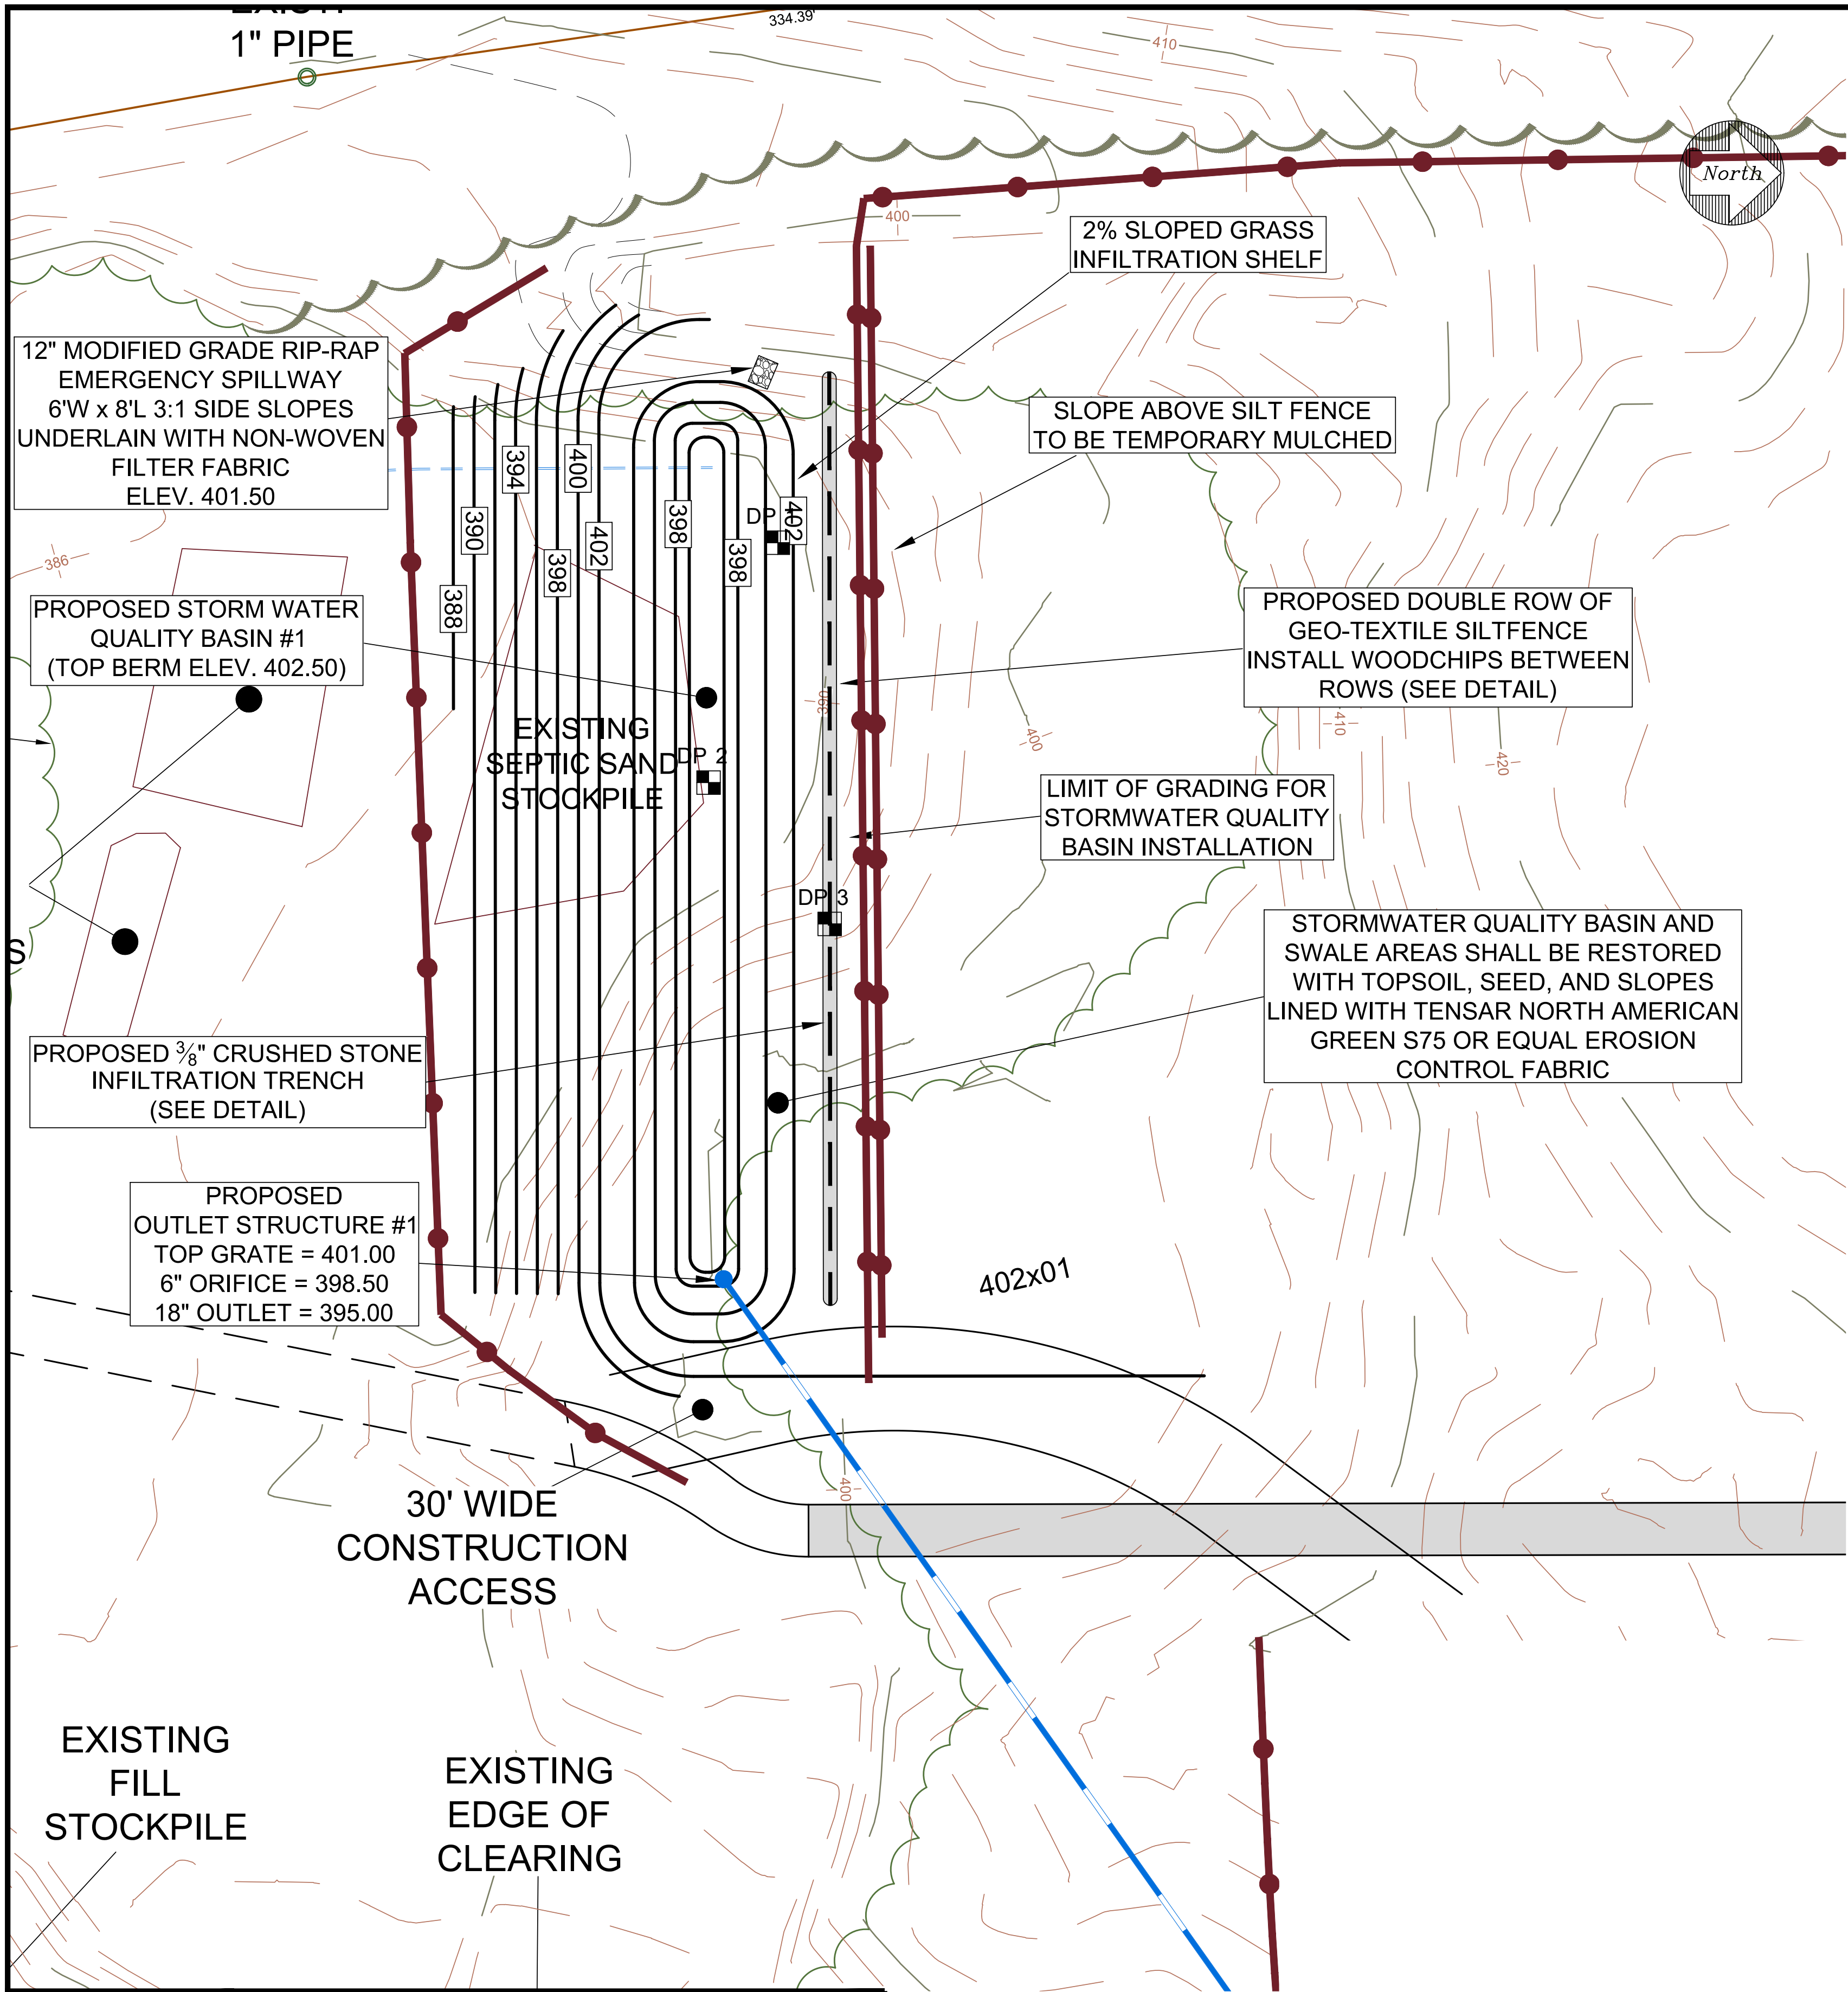 1" PIPE
334.39'
410
North
400
2% SLOPED GRASS
INFILTRATION SHELF
12" MODIFIED GRADE RIP-RAP
EMERGENCY SPILLWAY
6'W x 8'L 3:1 SIDE SLOPES
UNDERLAIN WITH NON-WOVEN
FILTER FABRIC
ELEV. 401.50
SLOPE ABOVE SILT FENCE
TO BE TEMPORARY MULCHED
394
400
390
398
402
398
398
402
388
DP
386
PROPOSED STORM WATER
QUALITY BASIN #1
(TOP BERM ELEV. 402.50)
PROPOSED DOUBLE ROW OF
GEO-TEXTILE SILTFENCE
INSTALL WOODCHIPS BETWEEN
ROWS (SEE DETAIL)
390
400
410
420
EXISTING
SEPTIC SAND
STOCKPILE
DP 2
LIMIT OF GRADING FOR
STORMWATER QUALITY
BASIN INSTALLATION
DP 3
S
STORMWATER QUALITY BASIN AND
SWALE AREAS SHALL BE RESTORED
WITH TOPSOIL, SEED, AND SLOPES
LINED WITH TENSAR NORTH AMERICAN
GREEN S75 OR EQUAL EROSION
CONTROL FABRIC
PROPOSED 3/8" CRUSHED STONE
INFILTRATION TRENCH
(SEE DETAIL)
PROPOSED
OUTLET STRUCTURE #1
TOP GRATE = 401.00
6" ORIFICE = 398.50
18" OUTLET = 395.00
402x01
400
30' WIDE
CONSTRUCTION
ACCESS
EXISTING
FILL
STOCKPILE
EXISTING
EDGE OF
CLEARING